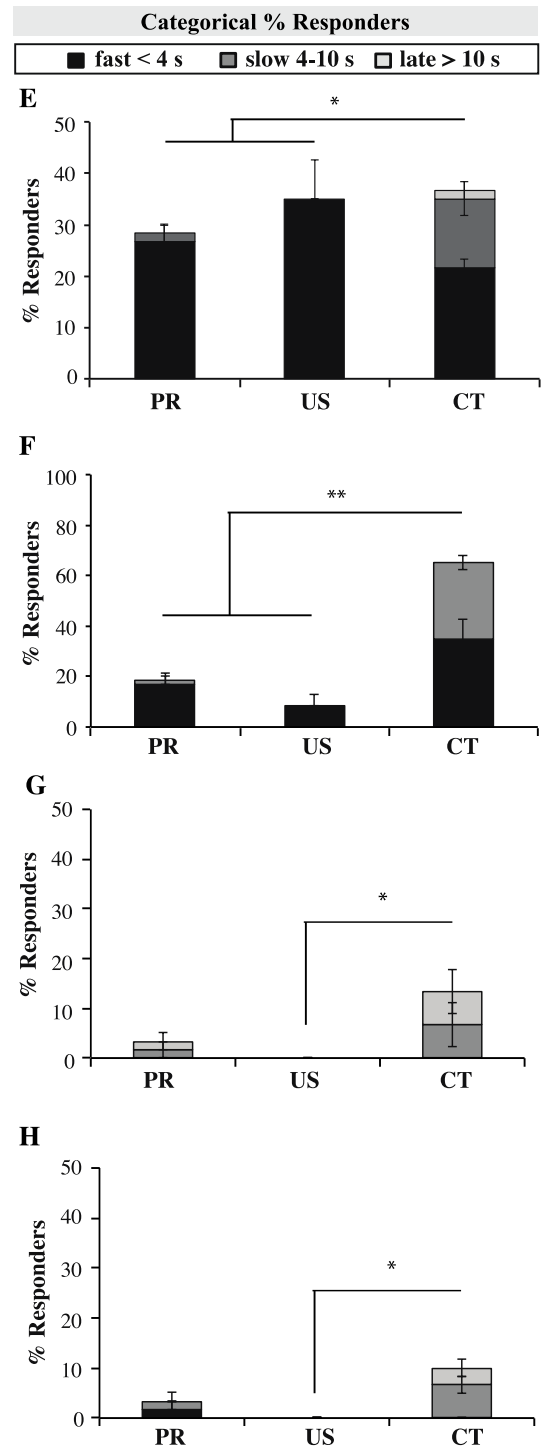 Categorical % Responders
fast < 4 s slow 4-10 s late > 10 s
E
*
50
40
30
20
10
0
% Responders
PR US CT
F
**
100
80
60
40
20
0
% Responders
PR US CT
G
*
50
40
30
20
10
0
% Responders
PR US CT
H
*
50
40
30
20
10
0
% Responders
PR US CT